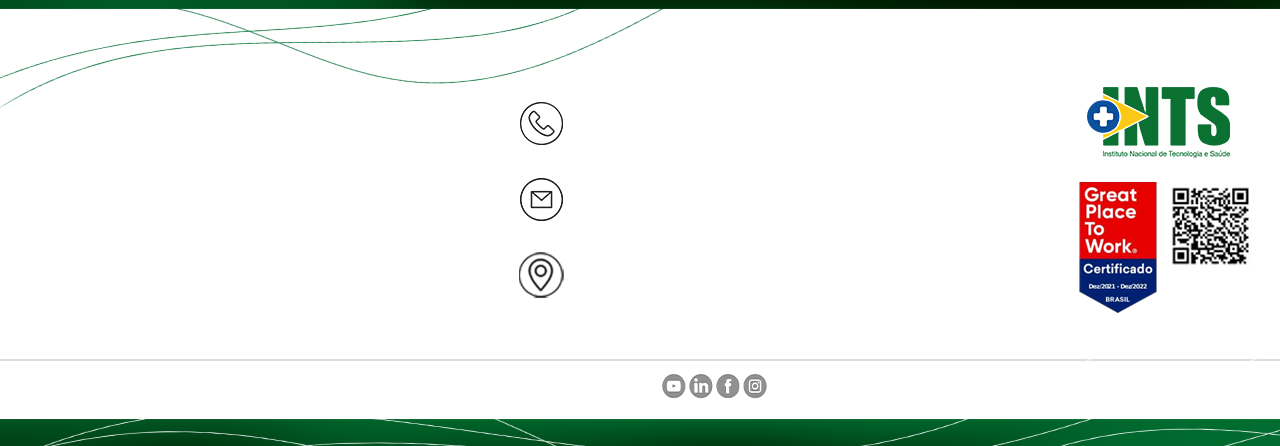 INTS
Instituto Nacional de Tecnologia e Saúde
Great
Place
To
Work®
Certificado
Dez/2021 - Dez/2022
BRASIL